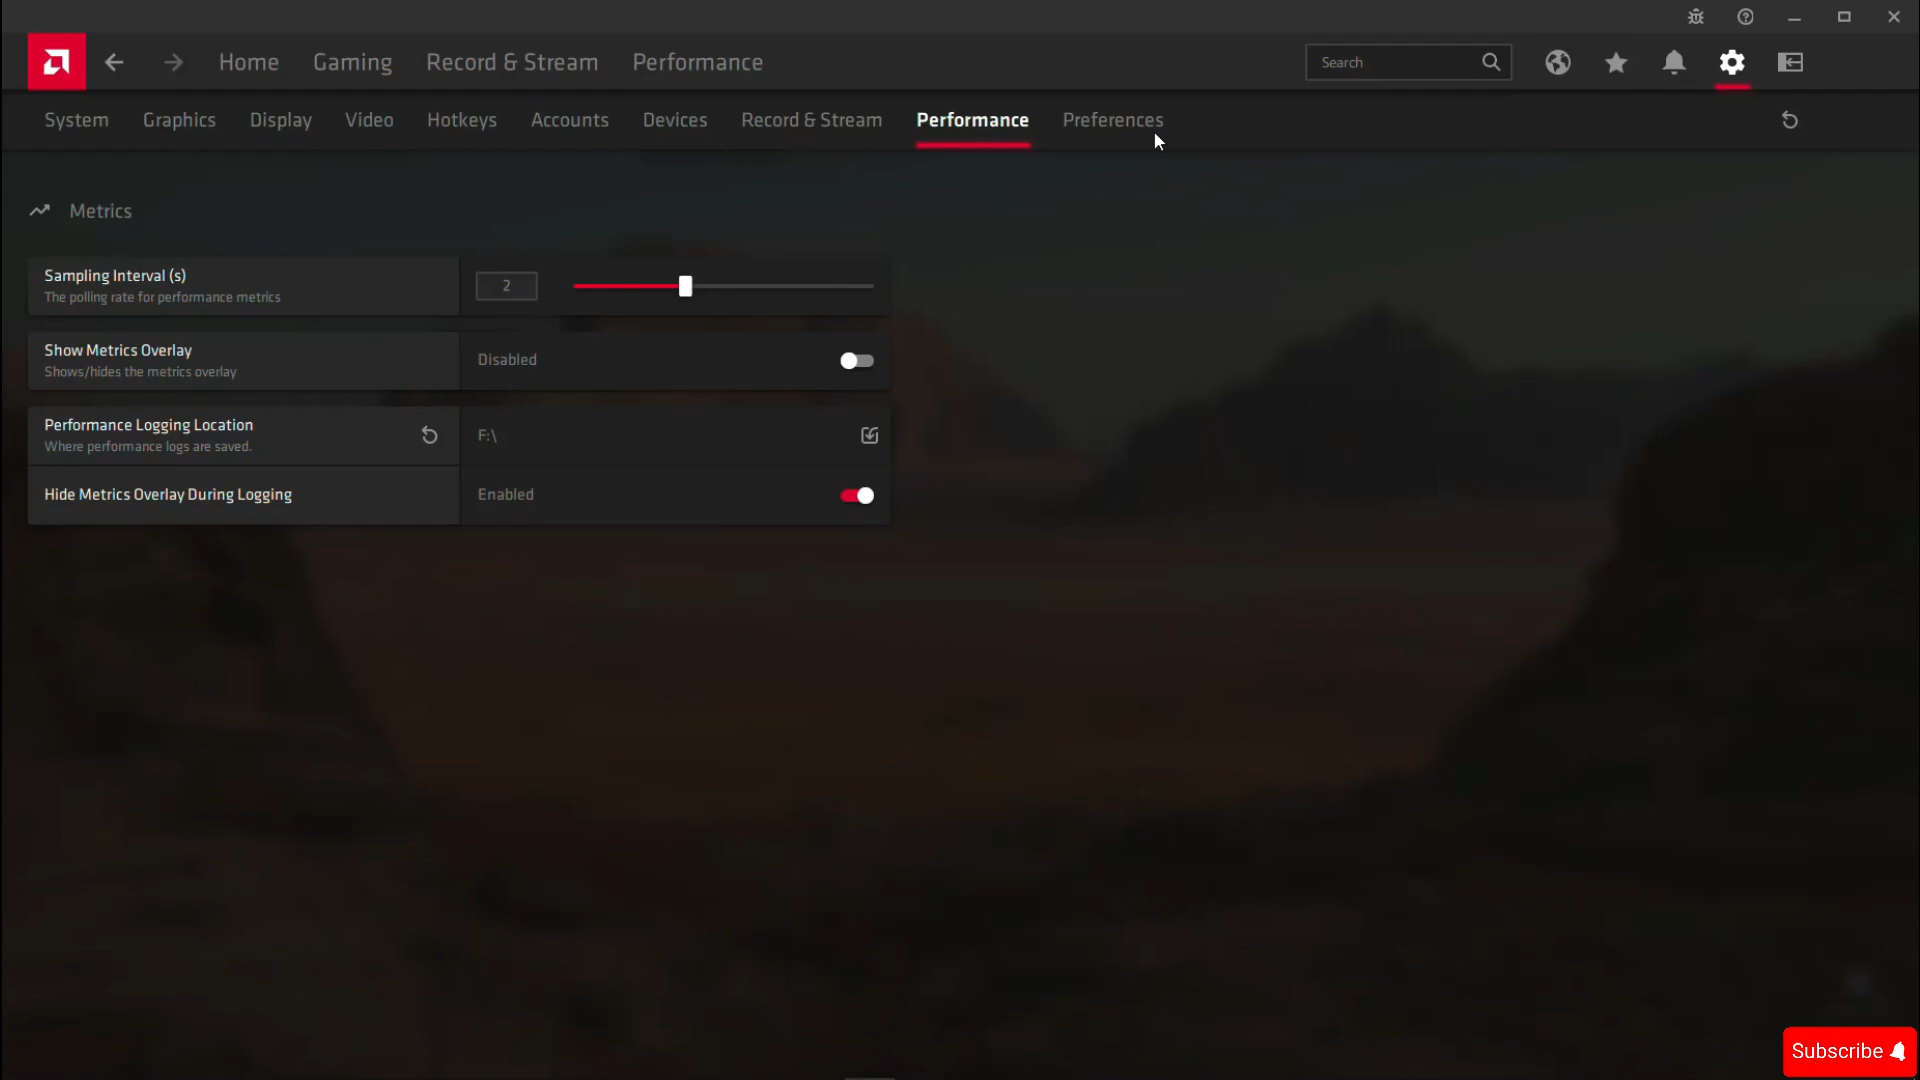 Home Gaming Record & Stream Performance Search
System Graphics Display Video Hotkeys Accounts Devices Record & Stream Performance Preferences
Metrics
Sampling Interval (s) 2
The polling rate for performance metrics
Show Metrics Overlay Disabled
Shows/hides the metrics overlay
Performance Logging Location F:\
Where performance logs are saved.
Hide Metrics Overlay During Logging Enabled
Subscribe